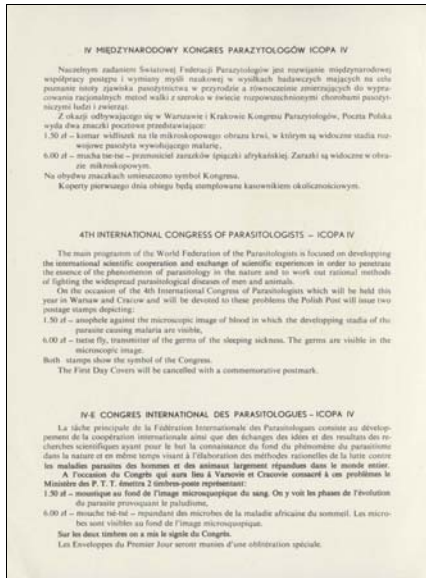 IV MIĘDZYNARODOWY KONGRES PARAZYTOLOGÓW ICOPA IV
Naczelnym zadaniem Światowej Federacji Parazytologów jest rozwijanie międzynarodowej
współpracy postępu i wymiany myśli naukowej w wysiłkach badawczych mających na celu
poznanie istoty zjawiska pasożytnictwa w przyrodzie a równocześnie zmierzających do wypra-
cowania racjonalnych metod walki z szeroko w świecie rozpowszechnionymi chorobami pasożyt-
niczymi ludzi i zwierząt.
Z okazji odbywającego się w Warszawie i Krakowie Kongresu Parazytologów, Poczta Polska
wyda dwa znaczki pocztowe przedstawiające:
1.50 zł – komar widliszek na tle mikroskopowego obrazu krwi, w którym są widoczne stadia roz-
wojowe pasożyta wywołującego malarię,
6.00 zł – mucha tse-tse – przenosiciel zarazków śpiączki afrykańskiej. Zarazki są widoczne w obra-
zie mikroskopowym.
Na obydwu znaczkach umieszczono symbol Kongresu.
Koperty pierwszego dnia obiegu będą stemplowane kasownikiem okolicznościowym.
4TH INTERNATIONAL CONGRESS OF PARASITOLOGISTS – ICOPA IV
The main programm of the World Federation of the Parasitologists is focused on developping
the international scientific cooperation and exchange of scientific experiences in order to penetrate
the essence of the phenomenon of parasitology in the nature and to work out rational methods
of fighting the widespread parasitological diseases of men and animals.
On the occasion of the 4th International Congress of Parasitologists which will be held this
year in Warsaw and Cracow and will be devoted to these problems the Polish Post will issue two
postage stamps depicting:
1.50 zł – anophele against the microscopic image of blood in which the developping stadia of the
parasite causing malaria are visible,
6.00 zł – tsetse fly, transmitter of the germs of the sleeping sickness. The germs are visible in the
microscopic image.
Both stamps show the symbol of the Congress.
The First Day Covers will be cancelled with a commemorative postmark.
IV-E CONGRES INTERNATIONAL DES PARASITOLOGUES – ICOPA IV
La tâche principale de la Fédération Internationale des Parasitologues consiste au dévelop-
pement de la coopération internationale ainsi que des échanges des idées et des resultats des re-
cherches scientifiques ayant pour le but la connaissance du fond du phénomène du parasitisme
dans la nature et en même temps visant à l'élaboration des méthodes rationelles de la lutte contre
les maladies parasites des hommes et des animaux largement répandues dans le monde entier.
A l'occasion du Congrès qui aura lieu à Varsovie et Cracovie consacré à ces problèmes le
Ministère des P. T. T. émettra 2 timbres-poste représentant:
1.50 zł – moustique au fond de l'image microsquopique du sang. On y voit les phases de l'évolution
du parasite provoquant le paludisme,
6.00 zł – mouche tsé-tsé – repandant des microbes de la maladie africaine du sommeil. Les micro-
bes sont visibles au fond de l'image microsquopique.
Sur les deux timbres on a mis le signe du Congrès.
Les Enveloppes du Premier Jour seront munies d'une oblitération spéciale.